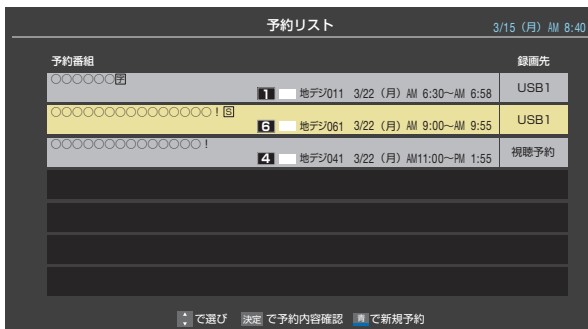 予約リスト 3/15（月）AM 8:40
予約番組 録画先
○○○○○○字
1 地デジ011 3/22（月）AM 6:30～AM 6:58 USB1
○○○○○○○○○○○○○○○！S
6 地デジ061 3/22（月）AM 9:00～AM 9:55 USB1
○○○○○○○○○○○○○○！
4 地デジ041 3/22（月）AM11:00～PM 1:55 視聴予約
で選び 決定 で予約内容確認 青 で新規予約